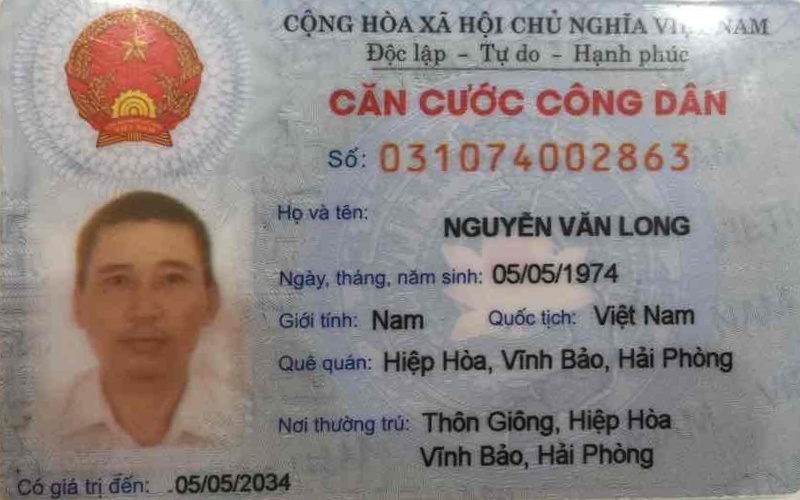 CỘNG HÒA XÃ HỘI CHỦ NGHĨA VIỆT NAM
Độc lập - Tự do - Hạnh phúc
CĂN CƯỚC CÔNG DÂN
Số: 031074002863
Họ và tên: NGUYỄN VĂN LONG
Ngày, tháng, năm sinh: 05/05/1974
Giới tính: Nam Quốc tịch: Việt Nam
Quê quán: Hiệp Hòa, Vĩnh Bảo, Hải Phòng
Nơi thường trú: Thôn Giông, Hiệp Hòa
Vĩnh Bảo, Hải Phòng
Có giá trị đến: 05/05/2034